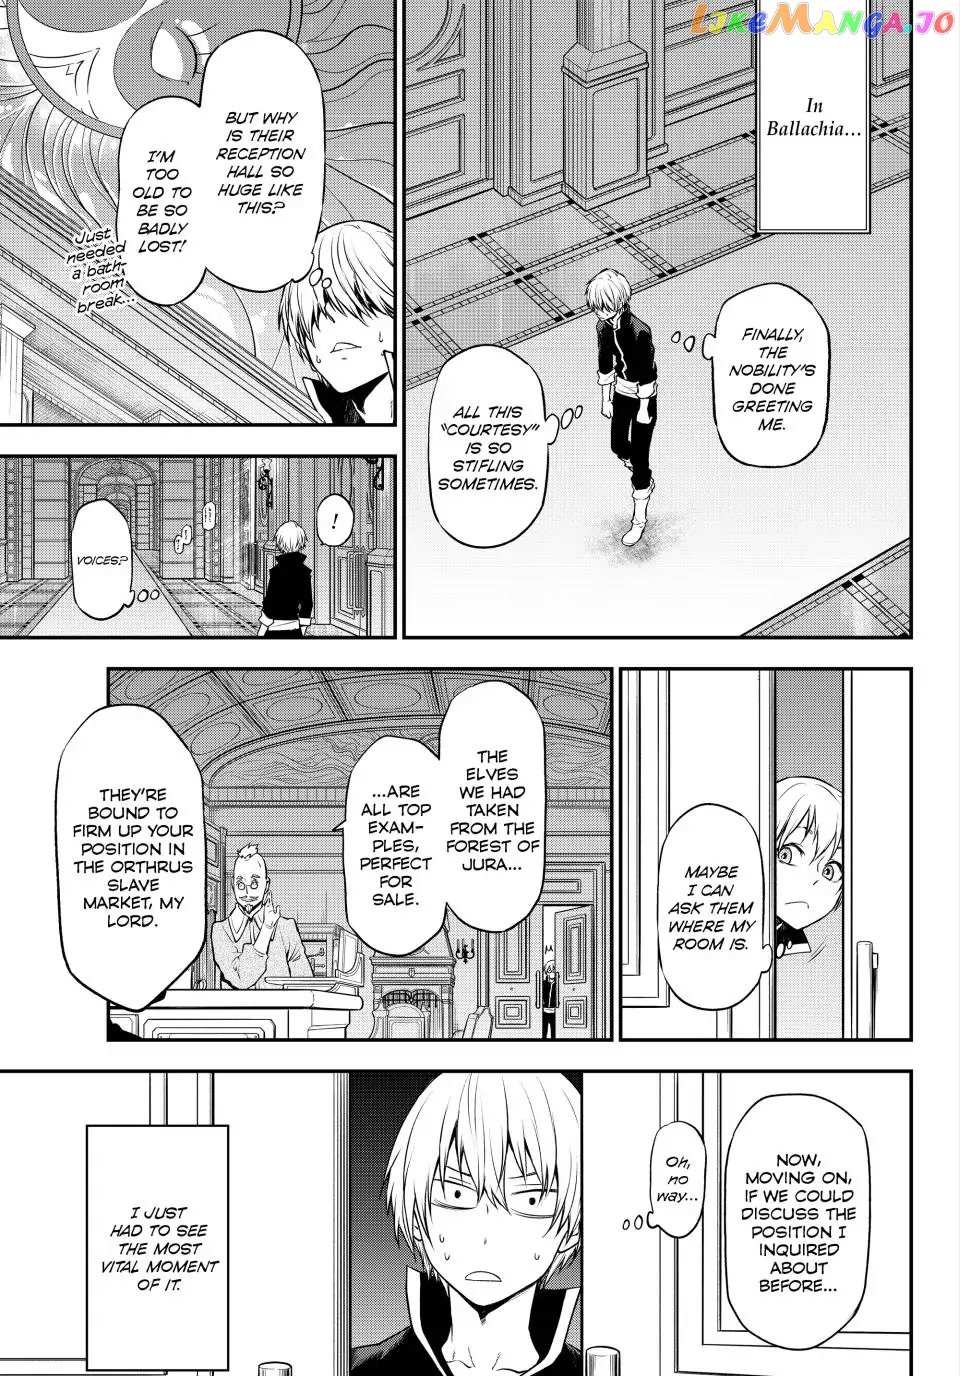 LIKEMANGA.IO
In
Ballachia...
FINALLY,
THE
NOBILITY'S
DONE
GREETING
ME.
ALL THIS
"COURTESY"
IS SO
STIFLING
SOMETIMES.
BUT WHY
IS THEIR
RECEPTION
HALL SO
HUGE LIKE
THIS?
I'M
TOO
OLD TO
BE SO
BADLY
LOST!
Just
needed
a bath-
room
break...
!
VOICES?
MAYBE
I CAN
ASK THEM
WHERE MY
ROOM IS.
THE
ELVES
WE HAD
TAKEN
FROM THE
FOREST OF
JURA...
...ARE
ALL TOP
EXAM-
PLES,
PERFECT
FOR
SALE.
THEY'RE
BOUND TO
FIRM UP YOUR
POSITION IN
THE ORTHRUS
SLAVE
MARKET, MY
LORD.
NOW,
MOVING ON,
IF WE COULD
DISCUSS THE
POSITION I
INQUIRED
ABOUT
BEFORE...
Oh,
no
way...
I JUST
HAD TO SEE
THE MOST
VITAL MOMENT
OF IT.